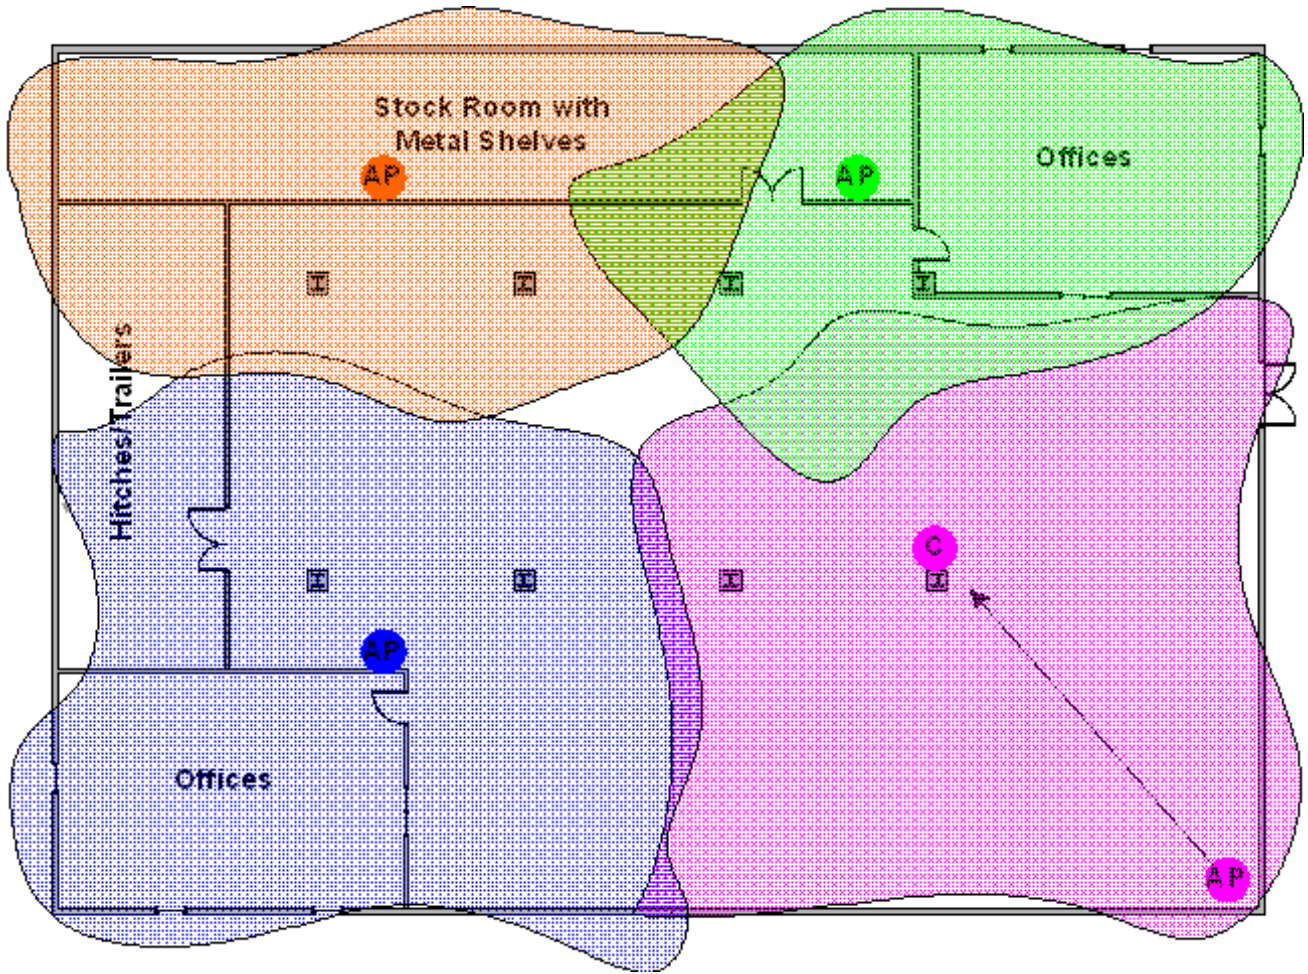 Stock Room with
Metal Shelves
AP
AP
Offices
I
I
I
I
Hitches/Trailers
C
I
I
I
I
AP
Offices
AP